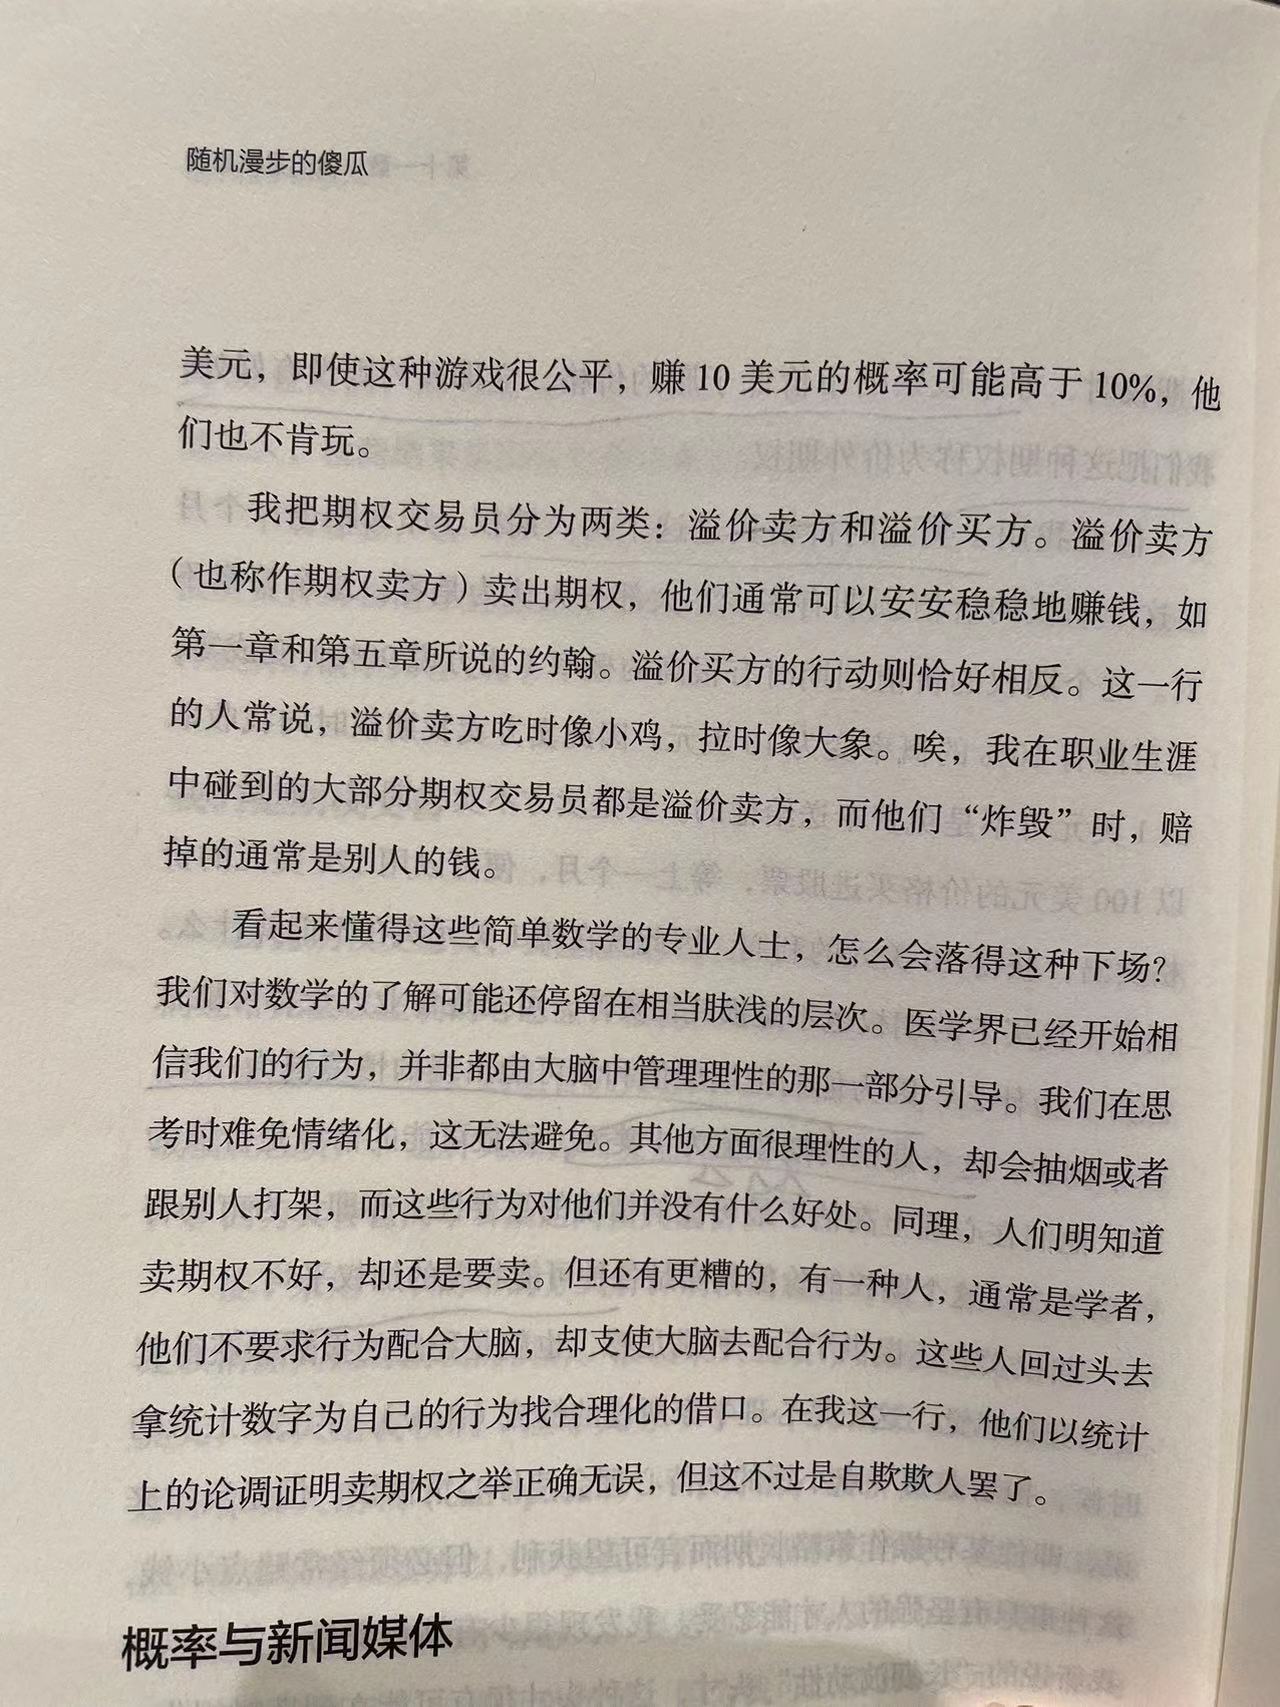 随机漫步的傻瓜
美元，即使这种游戏很公平，赚10美元的概率可能高于10%，他
们也不肯玩。
我把期权交易员分为两类：溢价卖方和溢价买方。溢价卖方
（也称作期权卖方）卖出期权，他们通常可以安安稳稳地赚钱，如
第一章和第五章所说的约翰。溢价买方的行动则恰好相反。这一行
的人常说，溢价卖方吃时像小鸡，拉时像大象。唉，我在职业生涯
中碰到的大部分期权交易员都是溢价卖方，而他们“炸毁”时，赔
掉的通常是别人的钱。
看起来懂得这些简单数学的专业人士，怎么会落得这种下场？
我们对数学的了解可能还停留在相当肤浅的层次。医学界已经开始相
信我们的行为，并非都由大脑中管理理性的那一部分引导。我们在思
考时难免情绪化，这无法避免。其他方面很理性的人，却会抽烟或者
跟别人打架，而这些行为对他们并没有什么好处。同理，人们明知道
卖期权不好，却还是要卖。但还有更糟的，有一种人，通常是学者，
他们不要求行为配合大脑，却支使大脑去配合行为。这些人回过头去
拿统计数字为自己的行为找合理化的借口。在我这一行，他们以统计
上的论调证明卖期权之举正确无误，但这不过是自欺欺人罢了。
概率与新闻媒体